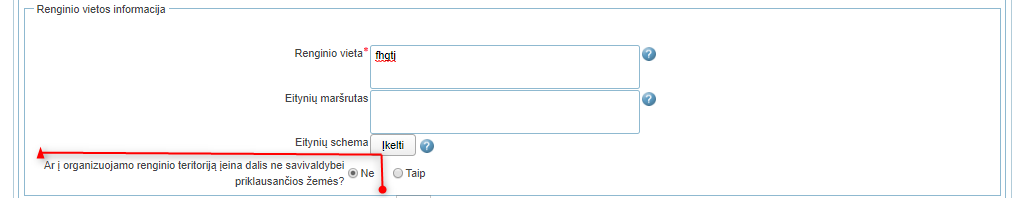 Renginio vietos informacija
Renginio vieta* fhgtj ?
Eitynių maršrutas ?
Eitynių schema Įkelti ?
Ar į organizuojamo renginio teritoriją įeina dalis ne savivaldybei
priklausančios žemės? Ne Taip